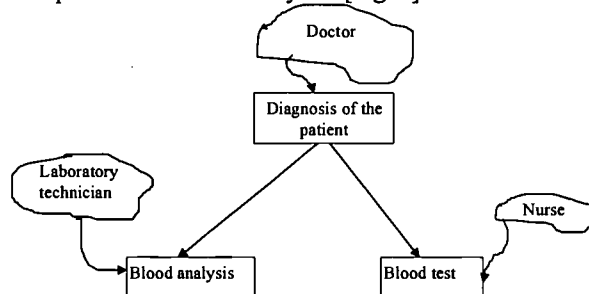 Doctor
Diagnosis of the
patient
Laboratory
technician
Nurse
Blood analysis
Blood test